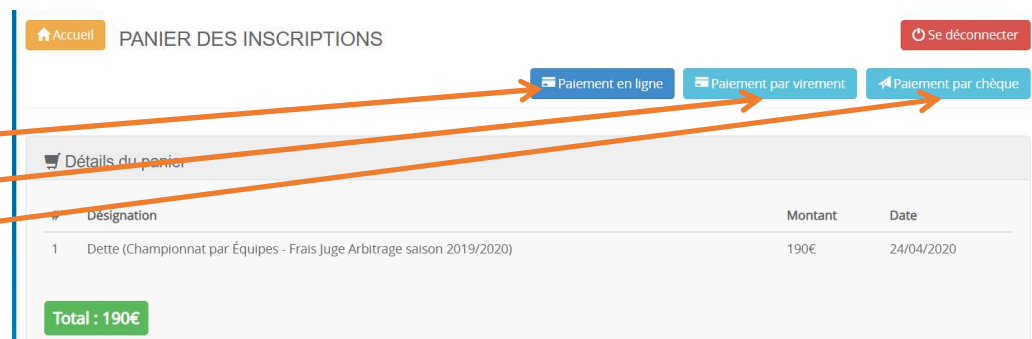 Accueil PANIER DES INSCRIPTIONS Se déconnecter
Paiement en ligne Paiement par virement Paiement par chèque
Détails du panier
# Désignation Montant Date
1 Dette (Championnat par Équipes - Frais Juge Arbitrage saison 2019/2020) 190€ 24/04/2020
Total : 190€